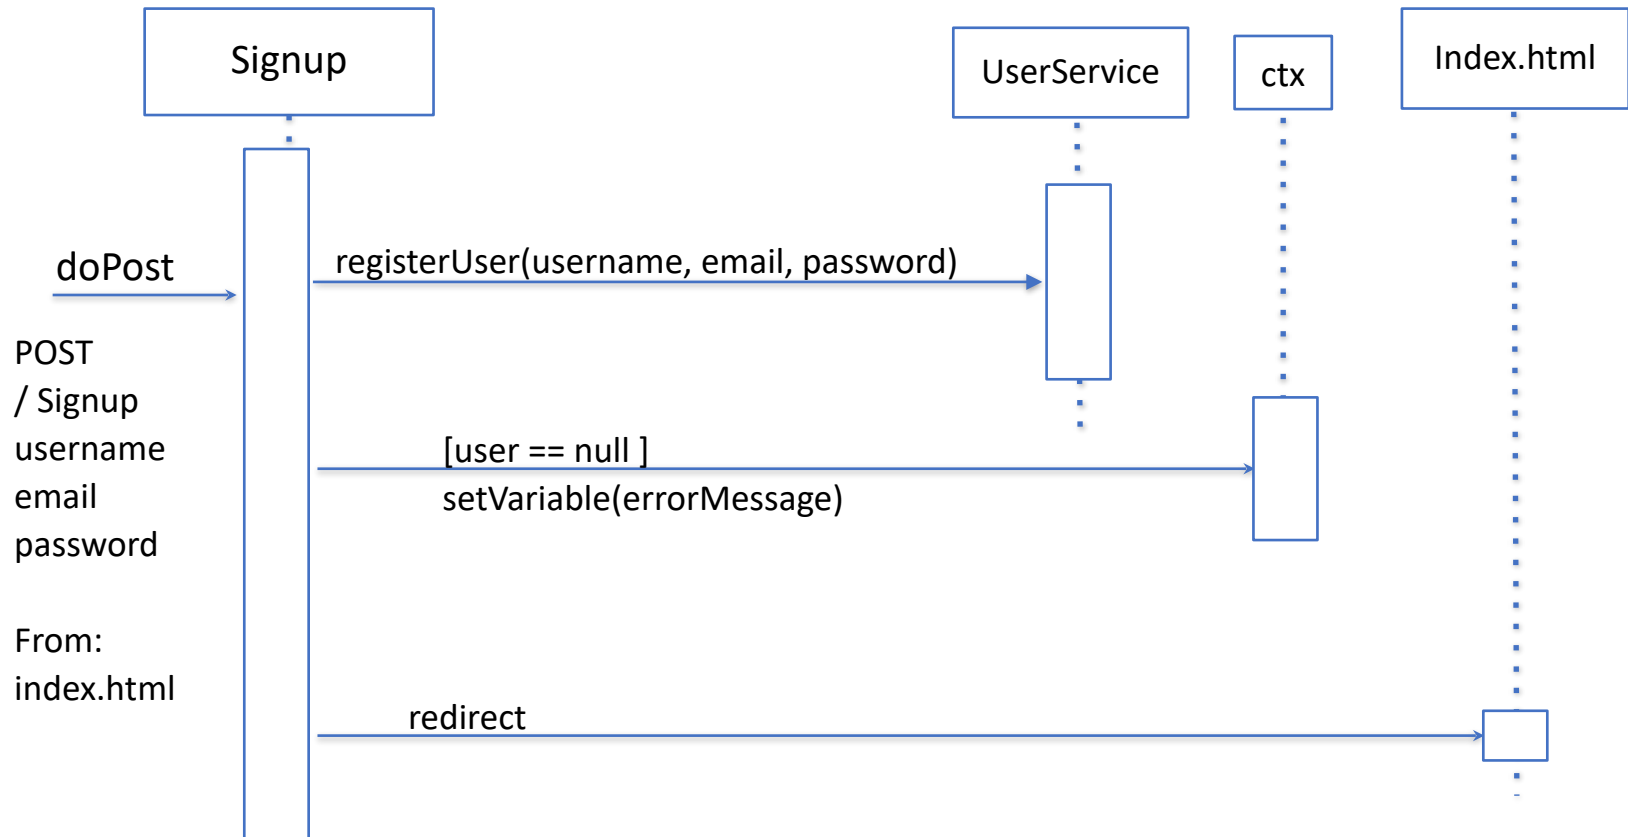 Signup
UserService
ctx
Index.html
doPost
registerUser(username, email, password)
POST
/ Signup
username
email
password
From:
index.html
[user == null ]
setVariable(errorMessage)
redirect